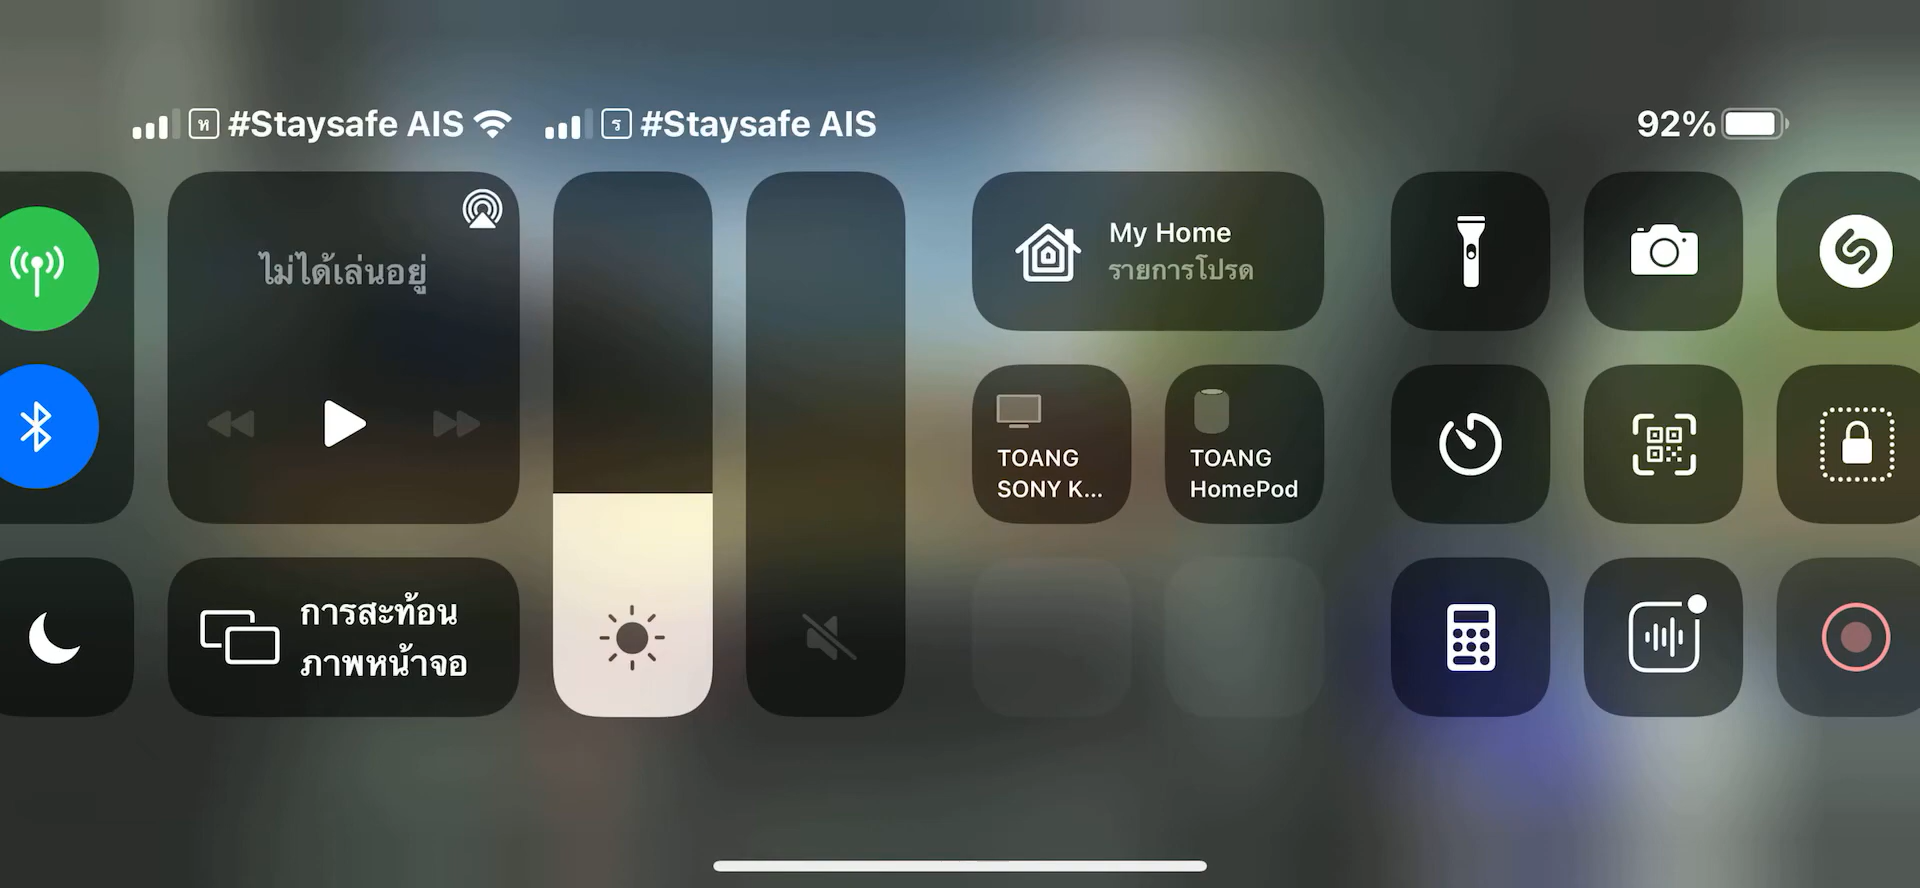 ห #Staysafe AIS
ร #Staysafe AIS
92%
ไม่ได้เล่นอยู่
การสะท้อน
ภาพหน้าจอ
My Home
รายการโปรด
TOANG
SONY K...
TOANG
HomePod